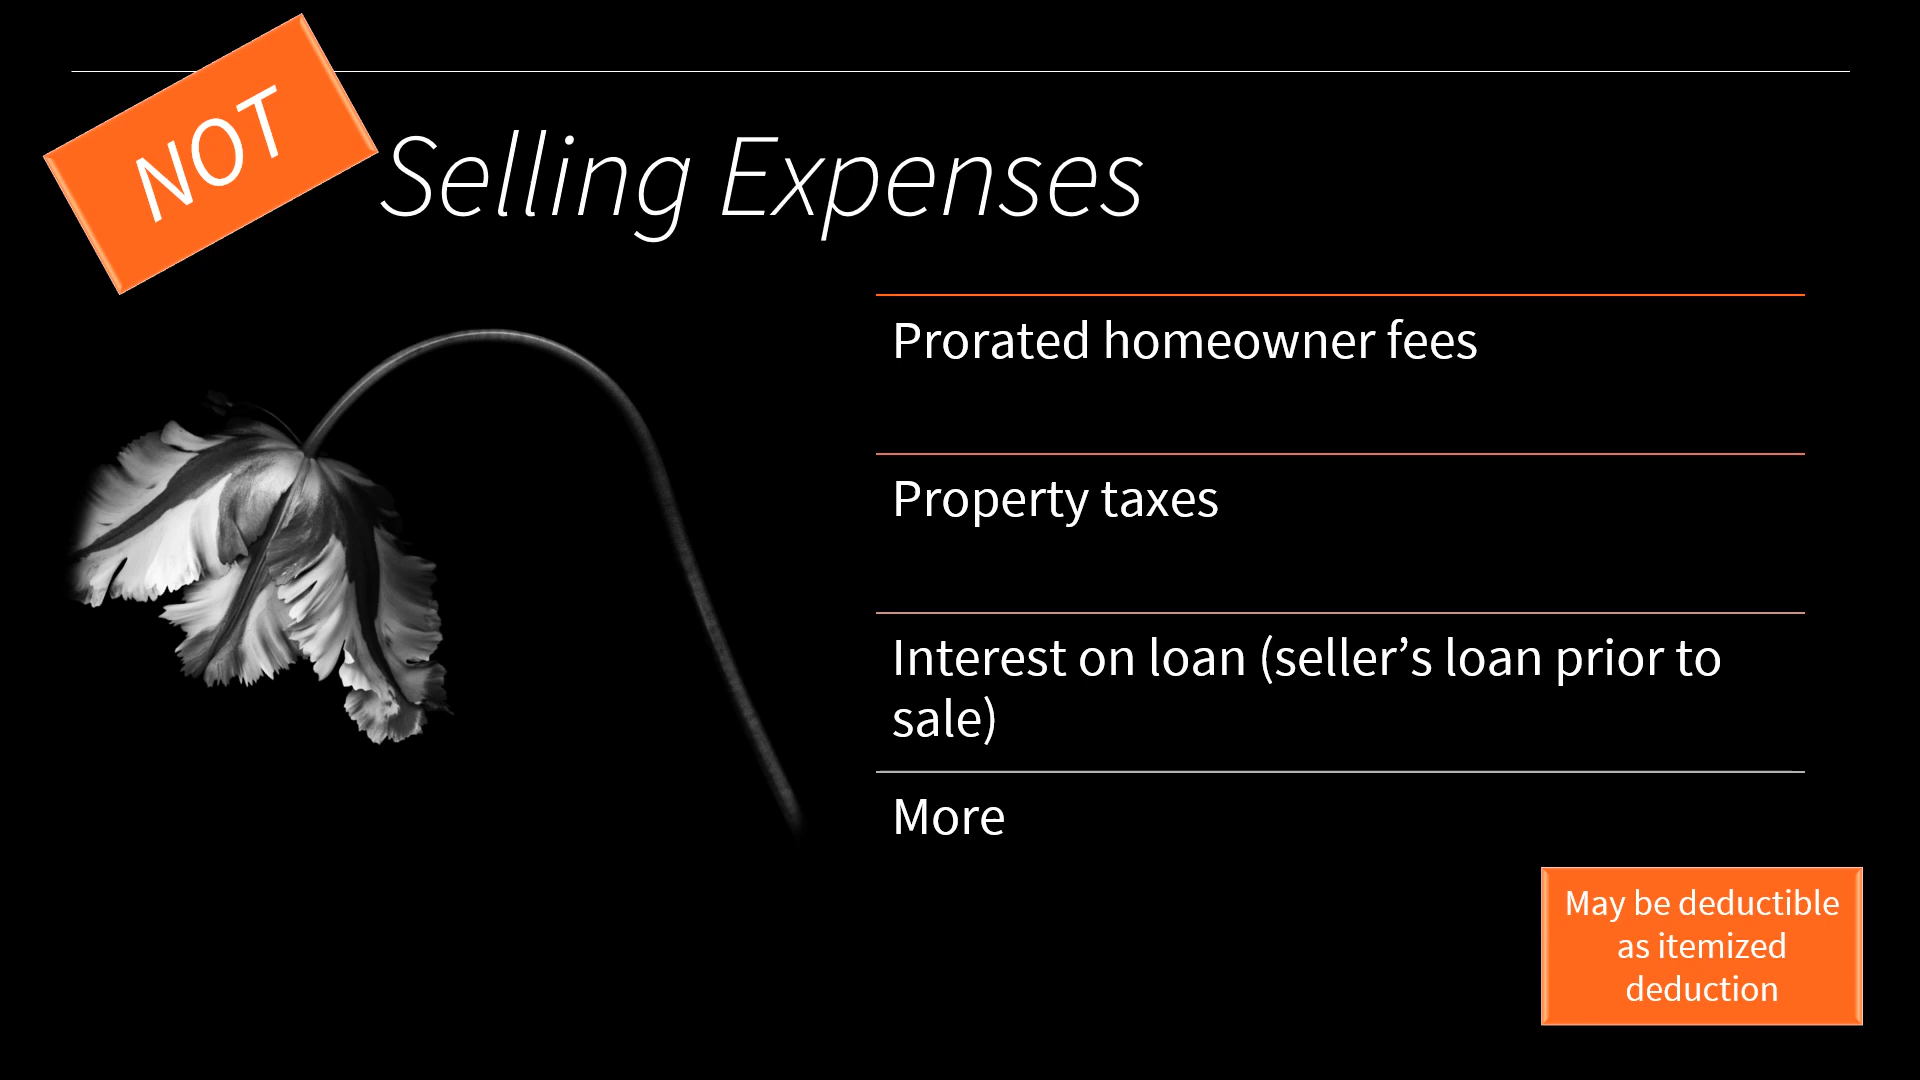 NOT
Selling Expenses
Prorated homeowner fees
Property taxes
Interest on loan (seller’s loan prior to
sale)
More
May be deductible
as itemized
deduction